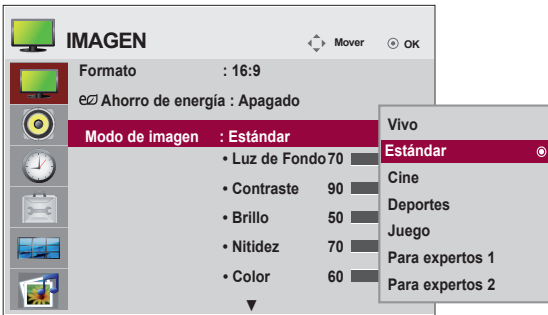 IMAGEN
Mover
OK
Formato : 16:9
Ahorro de energía : Apagado
Modo de imagen : Estándar
• Luz de Fondo 70
• Contraste 90
• Brillo 50
• Nitidez 70
• Color 60
Vivo
Estándar
Cine
Deportes
Juego
Para expertos 1
Para expertos 2